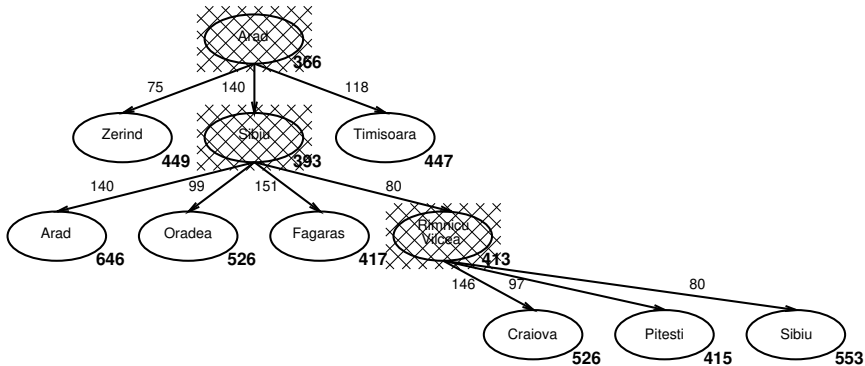 Arad
366
75
140
118
Zerind
449
Sibiu
393
Timisoara
447
140
99
151
80
Arad
646
Oradea
526
Fagaras
417
Rimnicu
Vilcea
413
146
97
80
Craiova
526
Pitesti
415
Sibiu
553